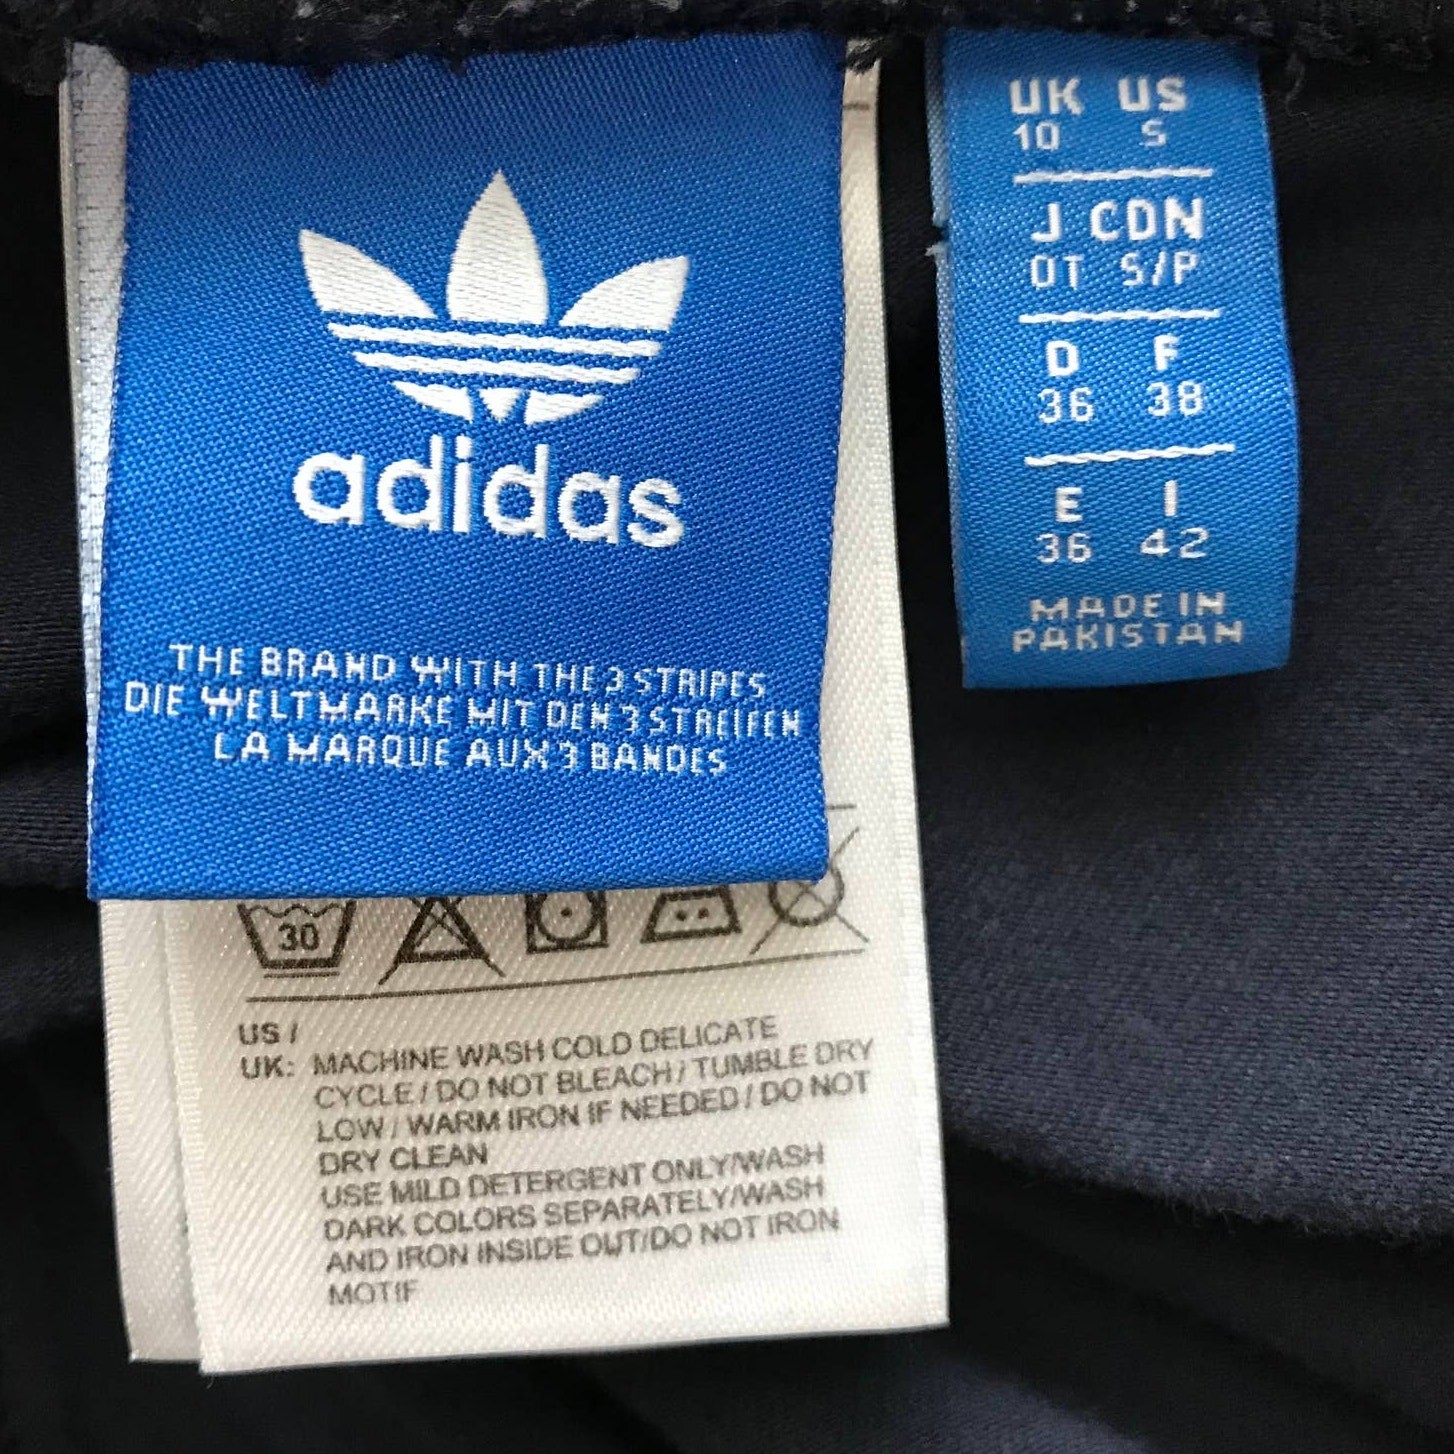 adidas
THE BRAND WITH THE 3 STRIPES
DIE WELTMARKE MIT DEN 3 STREIFEN
LA MARQUE AUX 3 BANDES
30
US /
UK: MACHINE WASH COLD DELICATE
CYCLE / DO NOT BLEACH / TUMBLE DRY
LOW / WARM IRON IF NEEDED / DO NOT
DRY CLEAN
USE MILD DETERGENT ONLY/WASH
DARK COLORS SEPARATELY/WASH
AND IRON INSIDE OUT/DO NOT IRON
MOTIF
UK US
10 S
J CDN
OT S/P
D F
36 38
E I
36 42
MADE IN
PAKISTAN